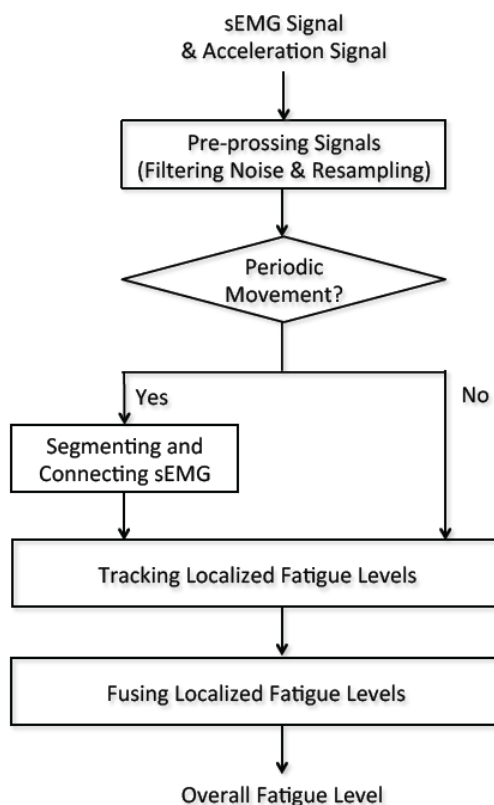 sEMG Signal
& Acceleration Signal
Pre-prossing Signals
(Filtering Noise & Resampling)
Periodic
Movement?
Yes
No
Segmenting and
Connecting sEMG
Tracking Localized Fatigue Levels
Fusing Localized Fatigue Levels
Overall Fatigue Level